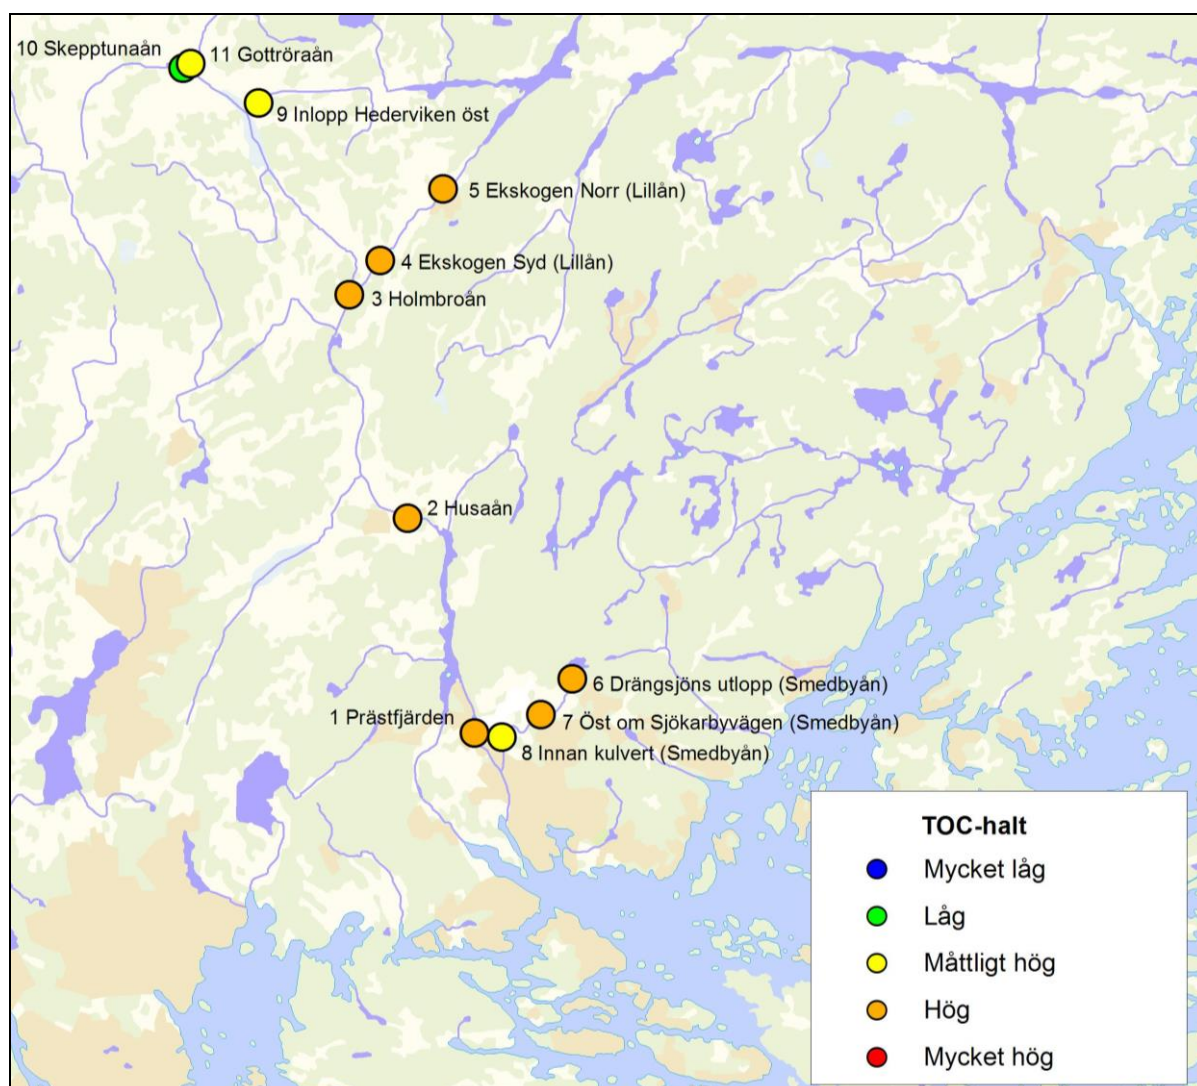 10 Skepptunaån
11 Gottröraån
9 Inlopp Hederviken öst
5 Ekskogen Norr (Lillån)
4 Ekskogen Syd (Lillån)
3 Holmbroån
2 Husaån
6 Drängsjöns utlopp (Smedbyån)
1 Prästfjärden
7 Öst om Sjökarbyvägen (Smedbyån)
8 Innan kulvert (Smedbyån)
TOC-halt
Mycket låg
Låg
Måttligt hög
Hög
Mycket hög